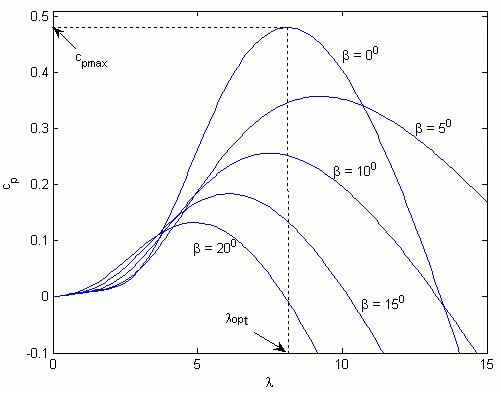 0.5
0.4
0.3
0.2
0.1
0
-0.1
c_p
c_pmax
β = 0⁰
β = 5⁰
β = 10⁰
β = 15⁰
β = 20⁰
λopt
0 5 10 15
λ